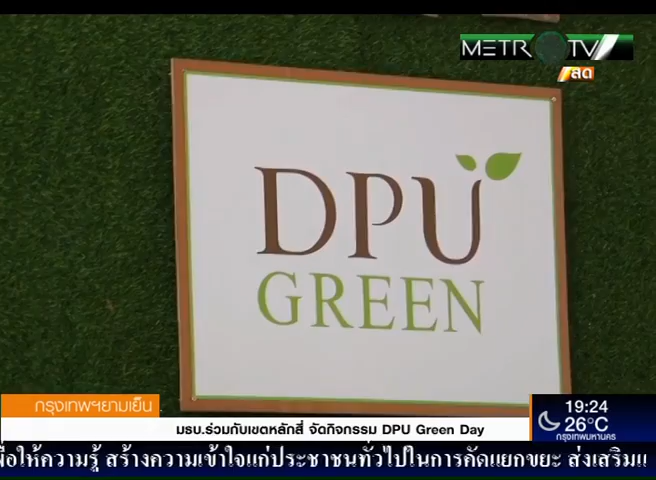 METR TV
สด
DPU
GREEN
กรุงเทพฯยามเย็น
19:24
มธบ.ร่วมกับเขตหลักสี่ จัดกิจกรรม DPU Green Day
26°C
กรุงเทพมหานคร
ให้ความรู้ สร้างความเข้าใจแก่ประชาชนทั่วไปในการคัดแยกขยะ ส่งเสริม